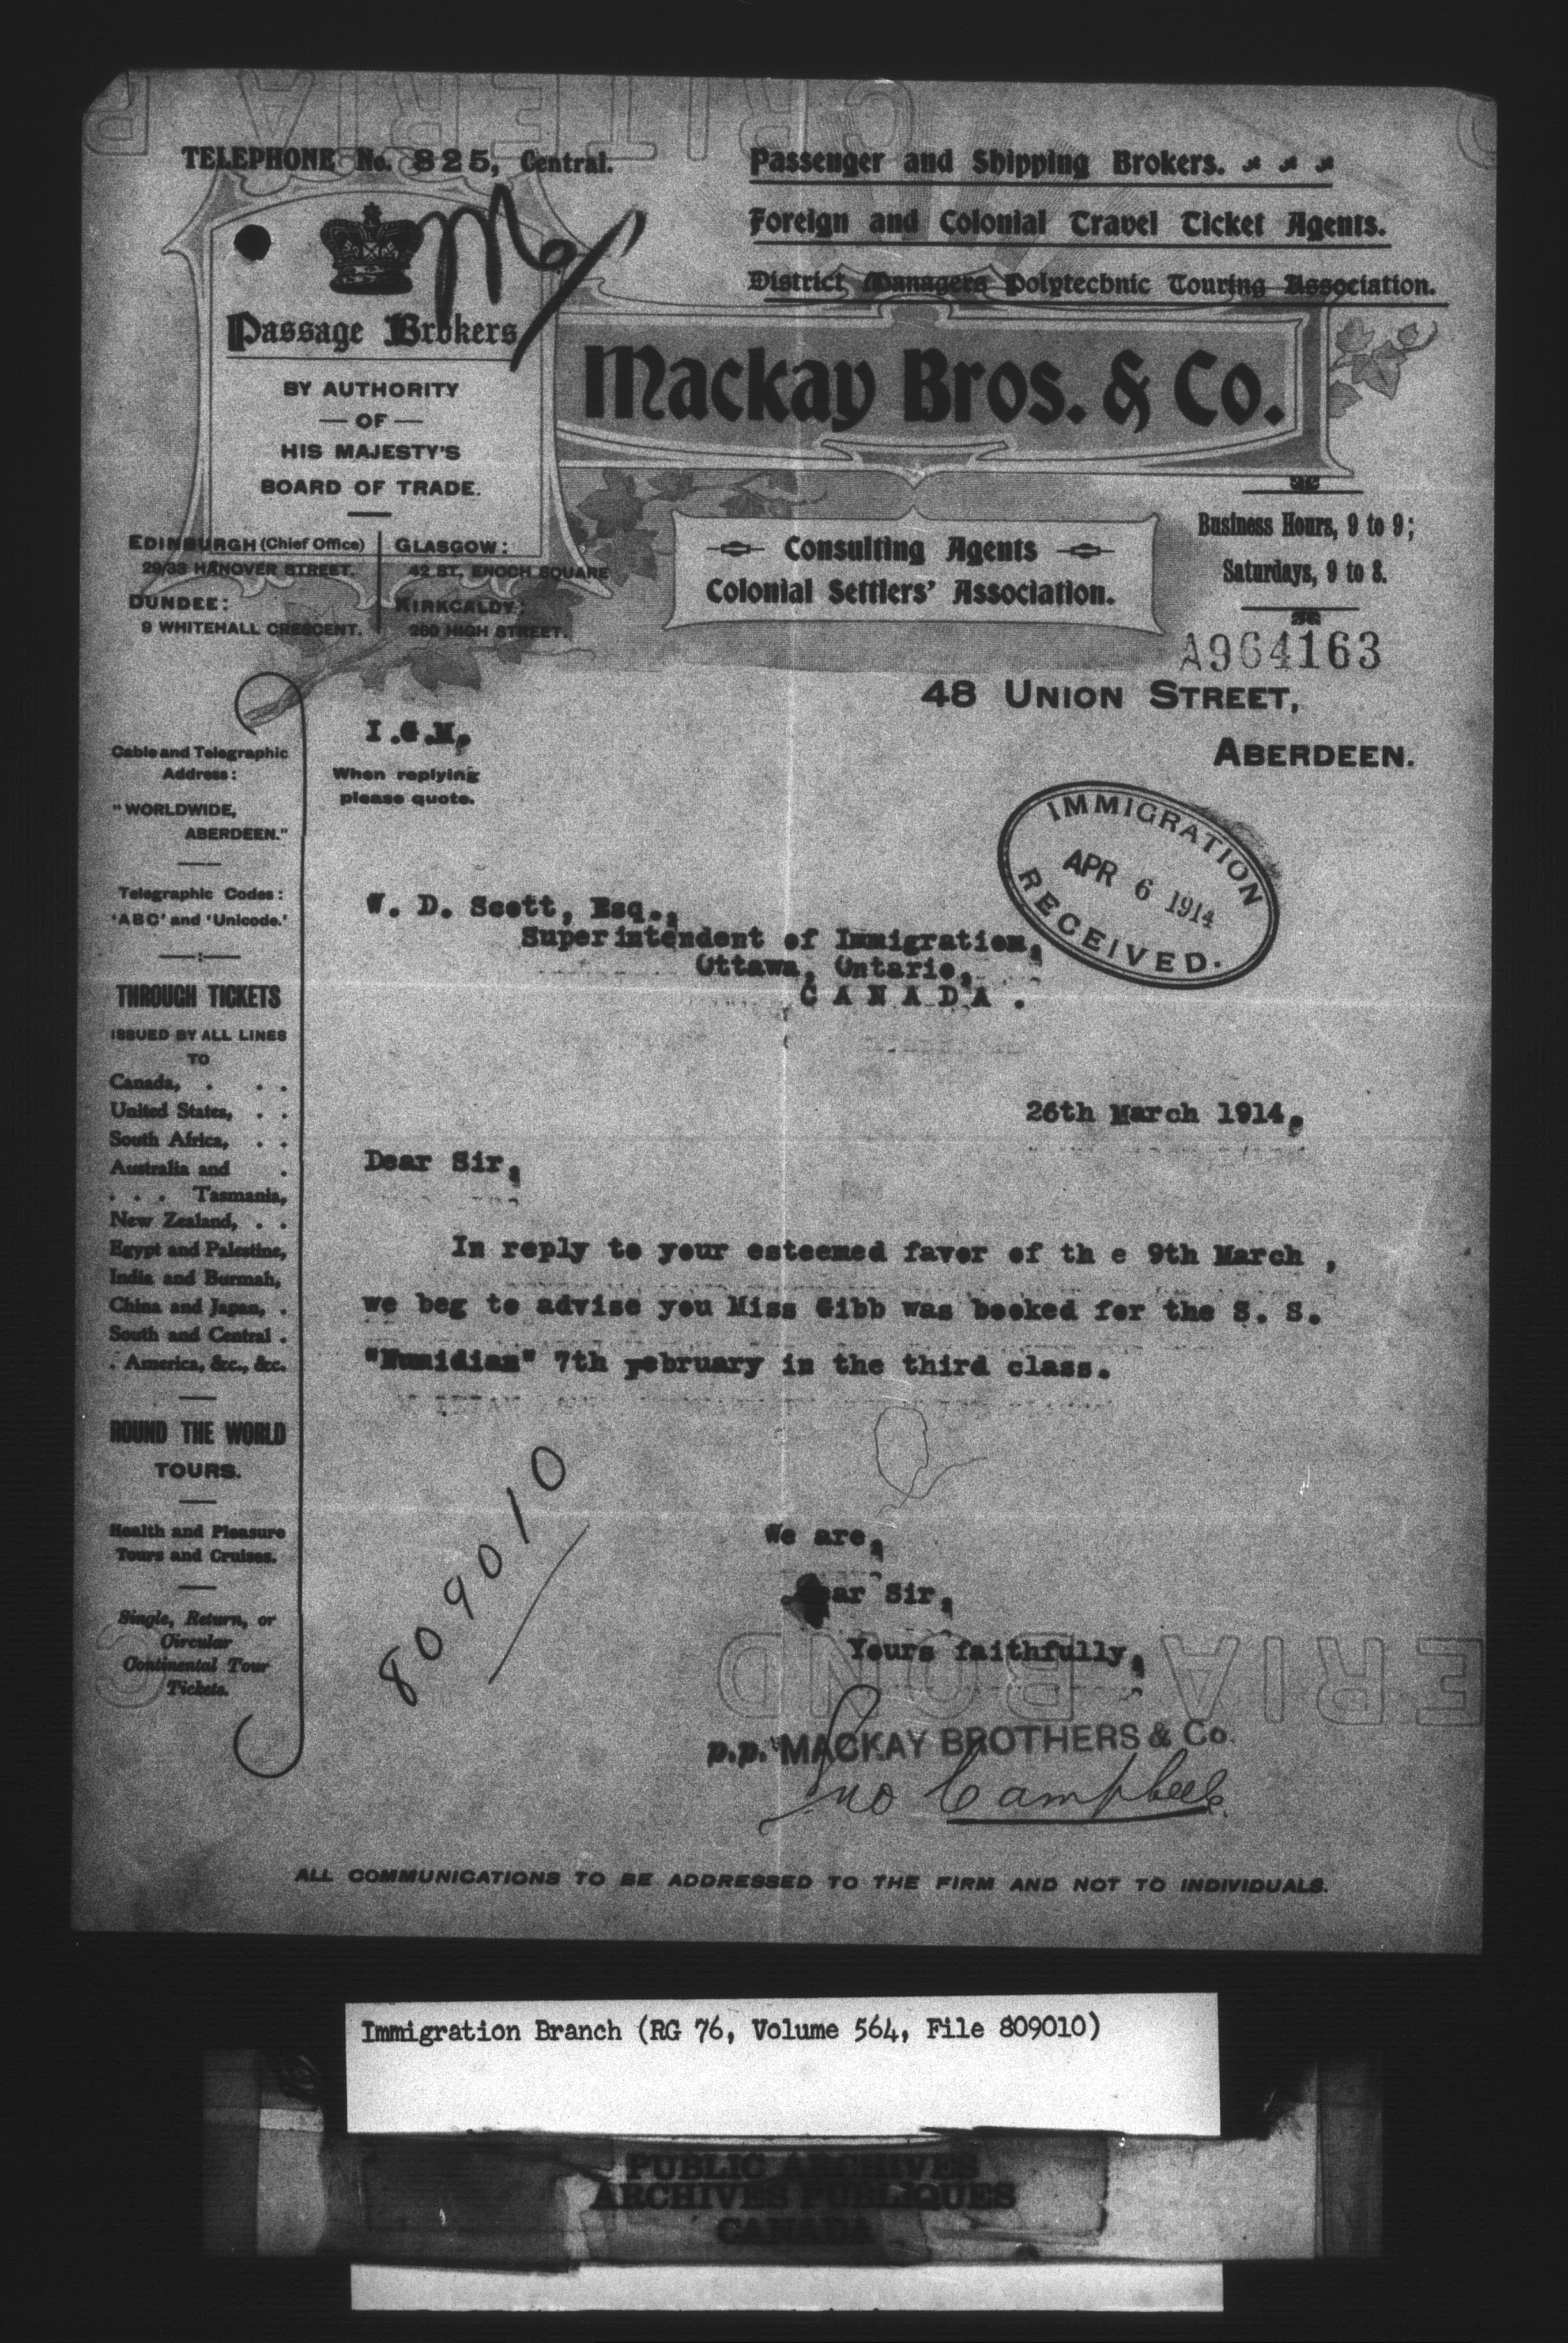 TELEPHONE No. 825, Central.
Passenger and Shipping Brokers.
Foreign and Colonial Travel Ticket Agents.
District Managers Polytechnic Touring Association.
Passage Brokers
BY AUTHORITY
— OF —
HIS MAJESTY'S
BOARD OF TRADE.
Mackay Bros. & Co.
Consulting Agents
Colonial Settlers' Association.
Business Hours, 9 to 9;
Saturdays, 9 to 8.
EDINBURGH (Chief Office)
29/33 HANOVER STREET.
DUNDEE:
9 WHITEHALL CRESCENT.
GLASGOW:
42 ST. ENOCH SQUARE
KIRKCALDY:
260 HIGH STREET.
A964163
48 UNION STREET,
ABERDEEN.
I.G.M.
When replying
please quote.
Cable and Telegraphic
Address:
"WORLDWIDE,
ABERDEEN."
Telegraphic Codes:
'ABC' and 'Unicode.'
THROUGH TICKETS
ISSUED BY ALL LINES
TO
Canada, . . .
United States, . .
South Africa, . .
Australia and .
. . . Tasmania,
New Zealand, . .
Egypt and Palestine,
India and Burmah,
China and Japan, .
South and Central .
. America, &c., &c.
ROUND THE WORLD
TOURS.
Health and Pleasure
Tours and Cruises.
Single, Return, or
Circular
Continental Tour
Tickets.
IMMIGRATION
APR 6 1914
RECEIVED.
W. D. Scott, Esq.,
Superintendent of Immigration,
Ottawa, Ontario,
C A N A D A .
26th March 1914,
Dear Sir,
In reply to your esteemed favor of th e 9th March ,
we beg to advise you Miss Gibb was booked for the S. S.
"Numidian" 7th February in the third class.
809010
We are,
Dear Sir,
Yours faithfully,
p.p. MACKAY BROTHERS & Co.
Jno Campbell
ALL COMMUNICATIONS TO BE ADDRESSED TO THE FIRM AND NOT TO INDIVIDUALS.
Immigration Branch (RG 76, Volume 564, File 809010)
PUBLIC ARCHIVES
ARCHIVES PUBLIQUES
CANADA